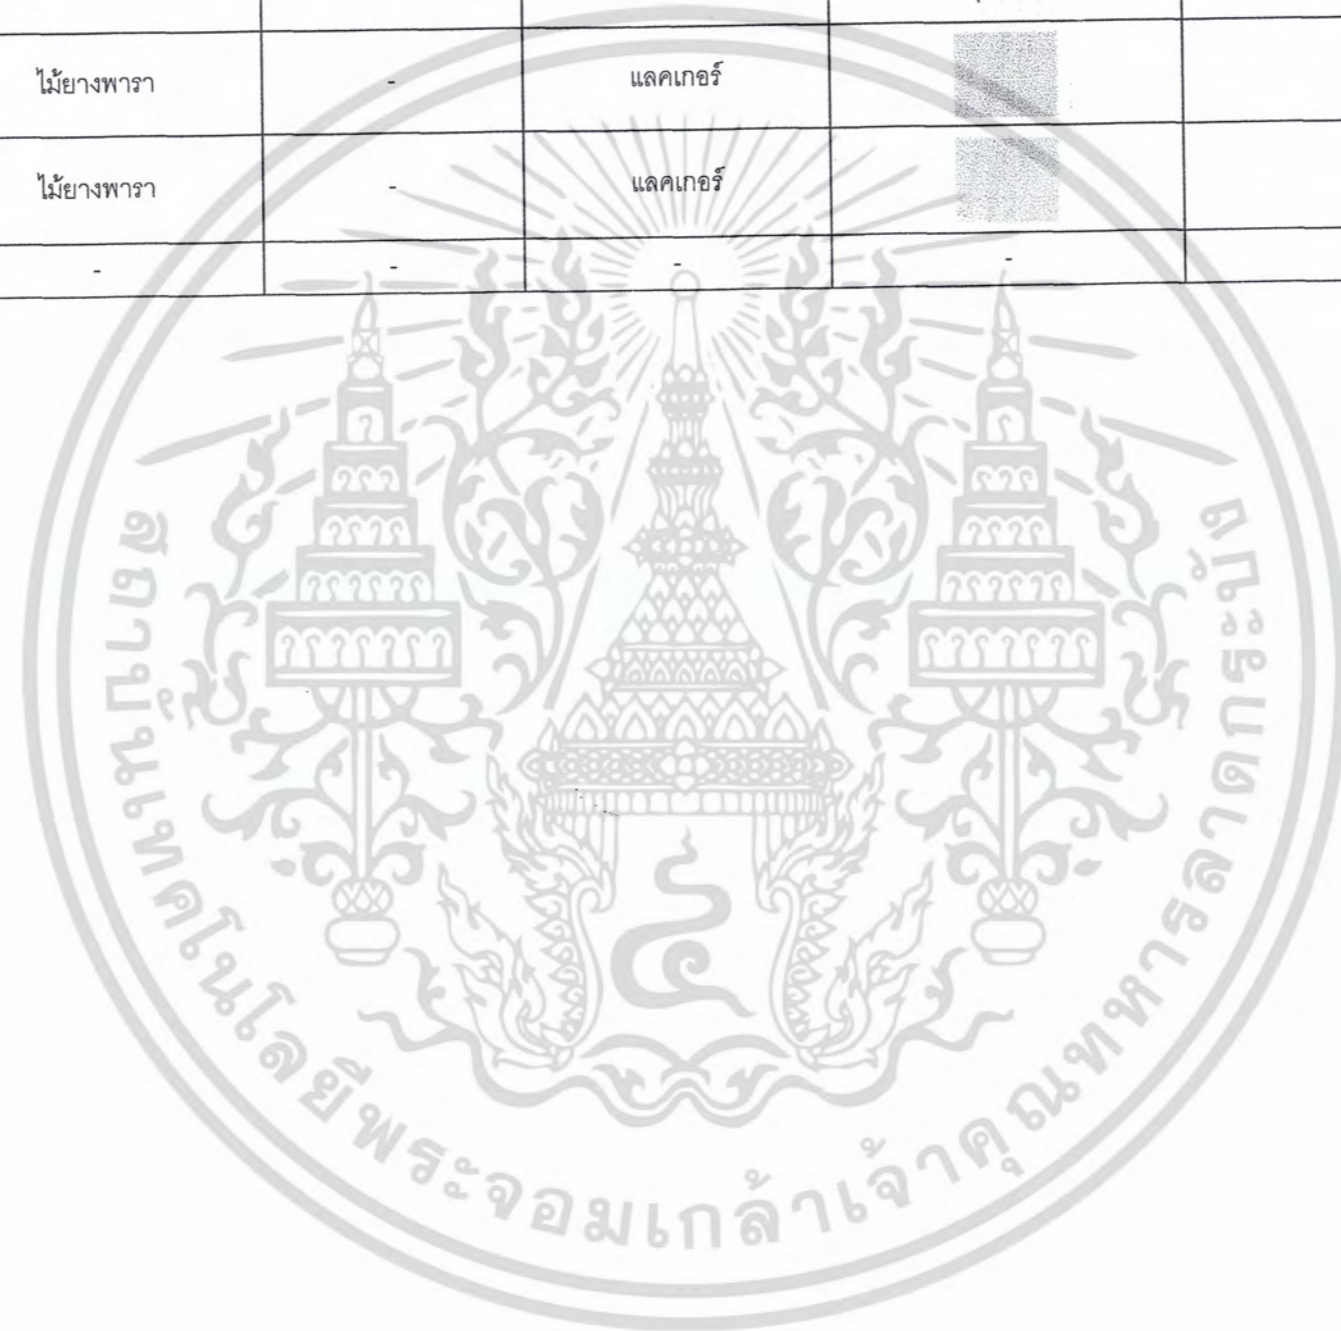 ไม้ยางพารา - แลคเกอร์
ไม้ยางพารา - แลคเกอร์
- - - -
สถาบันเทคโนโลยีพระจอมเกล้าเจ้าคุณทหารลาดกระบัง
๔